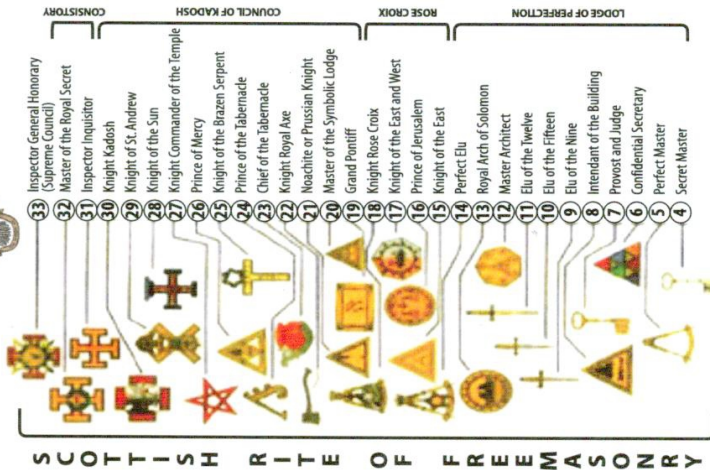 CONSISTORY
COUNCIL OF KADOSH
ROSE CROIX
LODGE OF PERFECTION
33 Inspector General Honorary
(Supreme Council)
32 Master of the Royal Secret
31 Inspector Inquisitor
30 Knight Kadosh
29 Knight of St. Andrew
28 Knight of the Sun
27 Knight Commander of the Temple
26 Prince of Mercy
25 Knight of the Brazen Serpent
24 Prince of the Tabernacle
23 Chief of the Tabernacle
22 Knight Royal Axe
21 Noachite or Prussian Knight
20 Master of the Symbolic Lodge
19 Grand Pontiff
18 Knight Rose Croix
17 Knight of the East and West
16 Prince of Jerusalem
15 Knight of the East
14 Perfect Elu
13 Royal Arch of Solomon
12 Master Architect
11 Elu of the Twelve
10 Elu of the Fifteen
9 Elu of the Nine
8 Intendant of the Building
7 Provost and Judge
6 Confidential Secretary
5 Perfect Master
4 Secret Master
SCOTTISH RITE OF FREEMASONRY